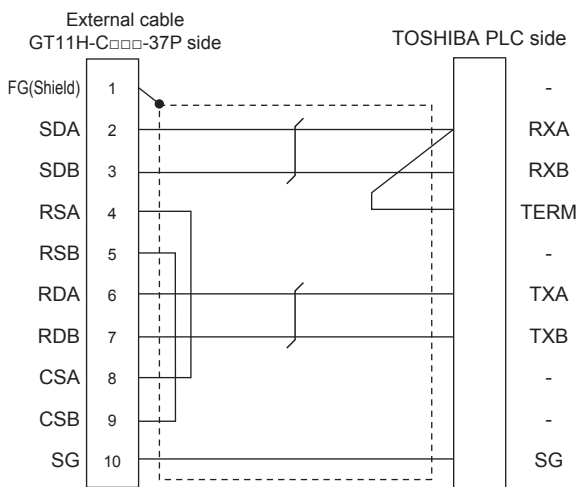 External cable
GT11H-C□□□-37P side
TOSHIBA PLC side
FG(Shield) 1 -
SDA 2 RXA
SDB 3 RXB
RSA 4 TERM
RSB 5 -
RDA 6 TXA
RDB 7 TXB
CSA 8 -
CSB 9 -
SG 10 SG